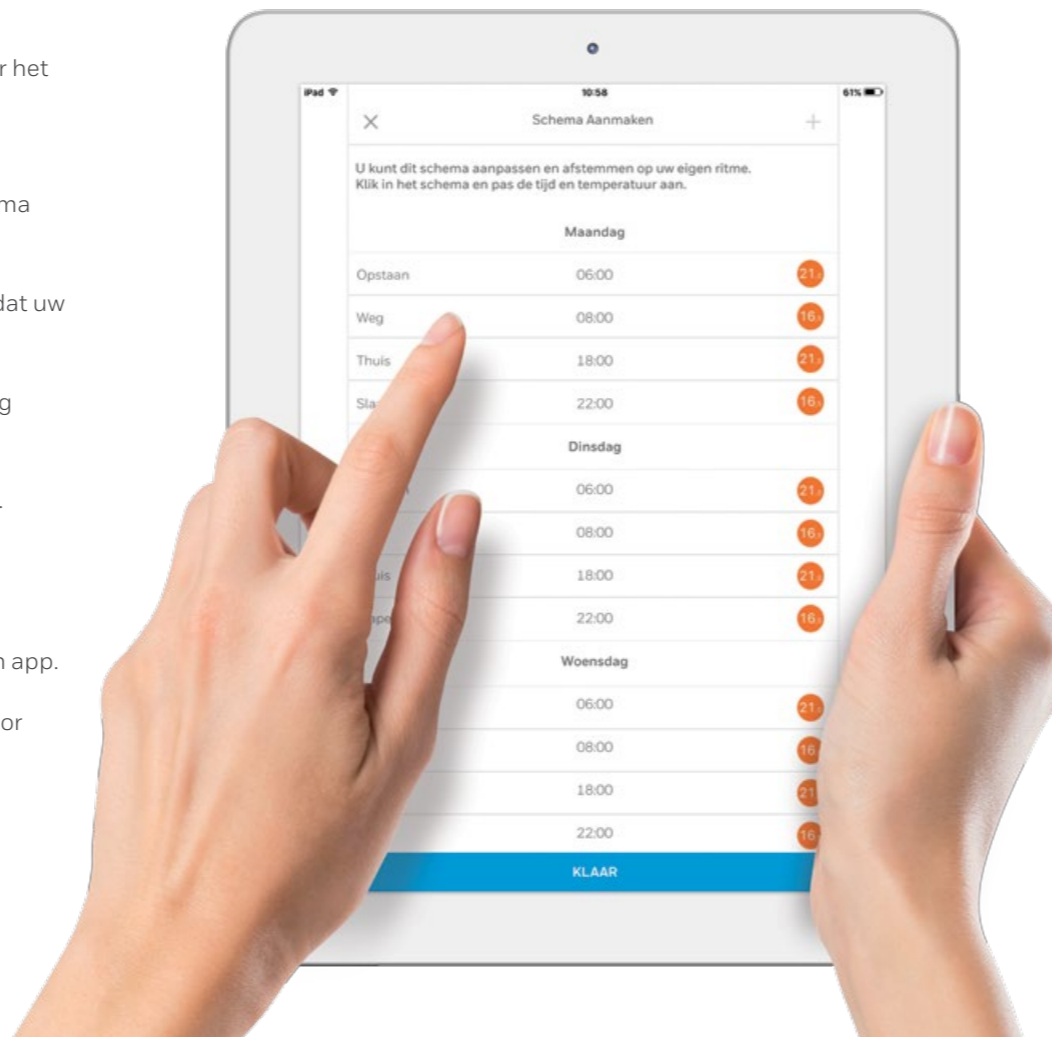 r het
ma
dat uw
g
n app.
or
iPad 10:58 61%
Schema Aanmaken
U kunt dit schema aanpassen en afstemmen op uw eigen ritme.
Klik in het schema en pas de tijd en temperatuur aan.
Maandag
Opstaan 06:00 21
Weg 08:00 16
Thuis 18:00 21
Sla 22:00 16
Dinsdag
06:00 21
08:00 16
uis 18:00 21
ape 22:00 16
Woensdag
06:00 21
08:00 16
18:00 21
22:00 16
KLAAR